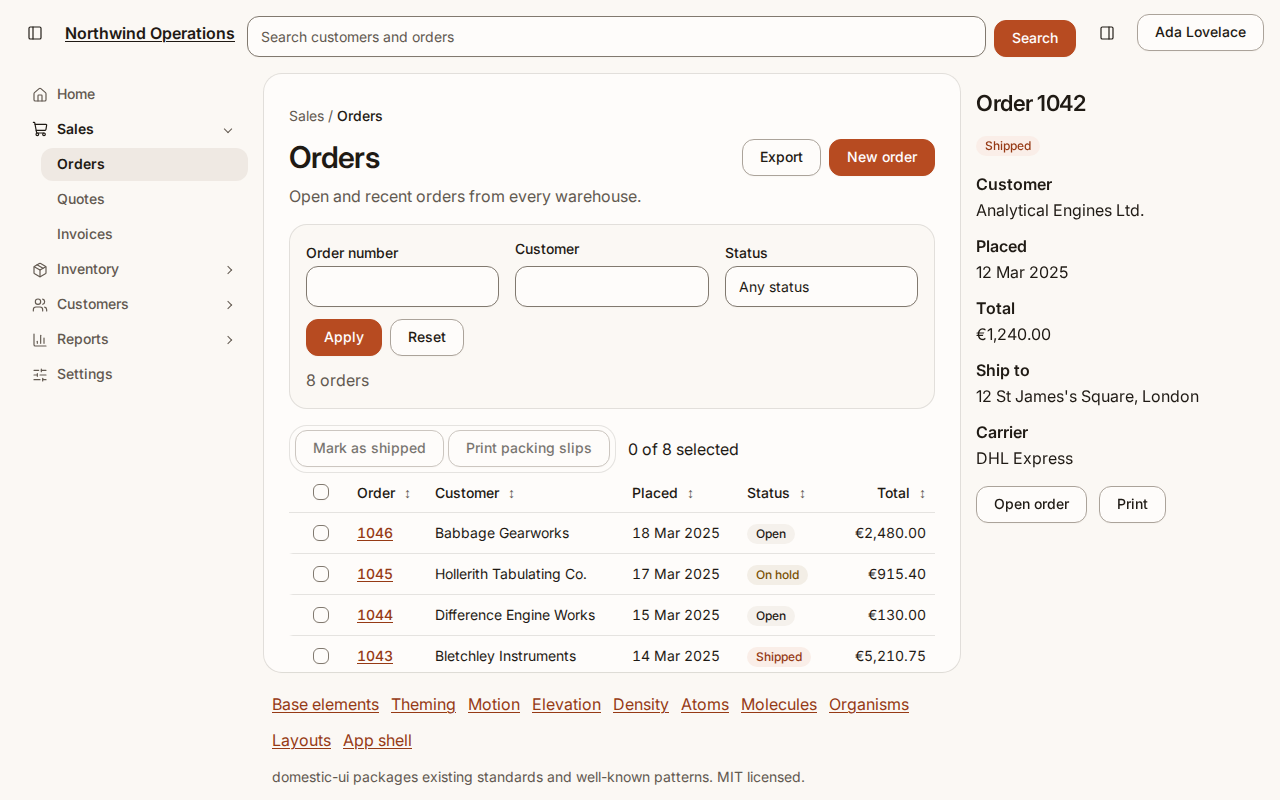 Northwind Operations
Search customers and orders
Search
Ada Lovelace
Home
Sales
Orders
Quotes
Invoices
Inventory
Customers
Reports
Settings
Sales / Orders
Orders
Export
New order
Open and recent orders from every warehouse.
Order number
Customer
Status
Any status
Apply
Reset
8 orders
Mark as shipped
Print packing slips
0 of 8 selected
Order ↕ Customer ↕ Placed ↕ Status ↕ Total ↕
1046 Babbage Gearworks 18 Mar 2025 Open €2,480.00
1045 Hollerith Tabulating Co. 17 Mar 2025 On hold €915.40
1044 Difference Engine Works 15 Mar 2025 Open €130.00
1043 Bletchley Instruments 14 Mar 2025 Shipped €5,210.75
Order 1042
Shipped
Customer
Analytical Engines Ltd.
Placed
12 Mar 2025
Total
€1,240.00
Ship to
12 St James's Square, London
Carrier
DHL Express
Open order
Print
Base elements Theming Motion Elevation Density Atoms Molecules Organisms
Layouts App shell
domestic-ui packages existing standards and well-known patterns. MIT licensed.